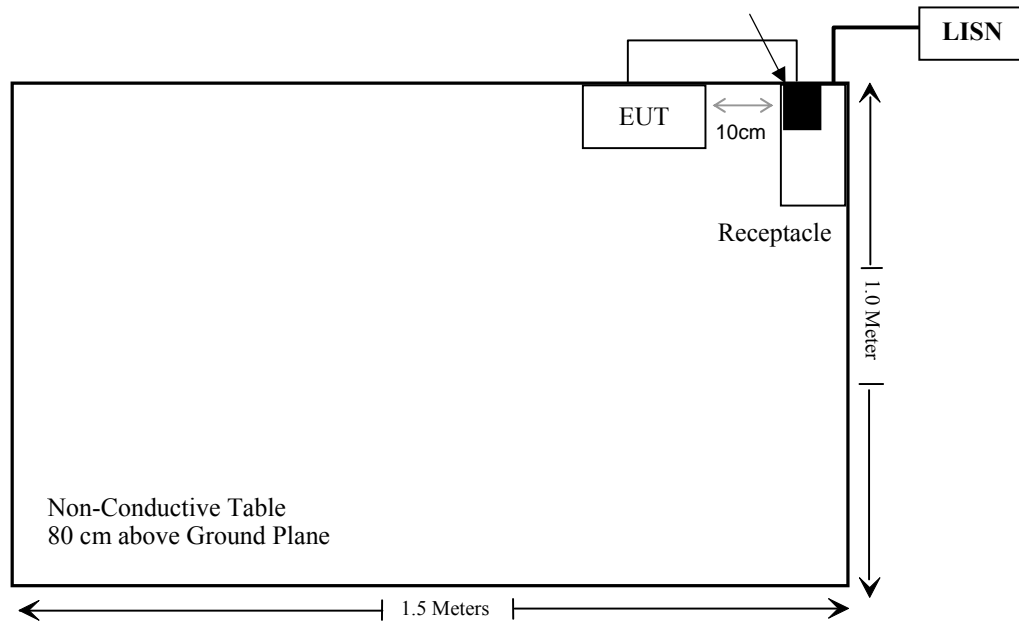 LISN
EUT
10cm
Receptacle
1.0 Meter
Non-Conductive Table
80 cm above Ground Plane
1.5 Meters